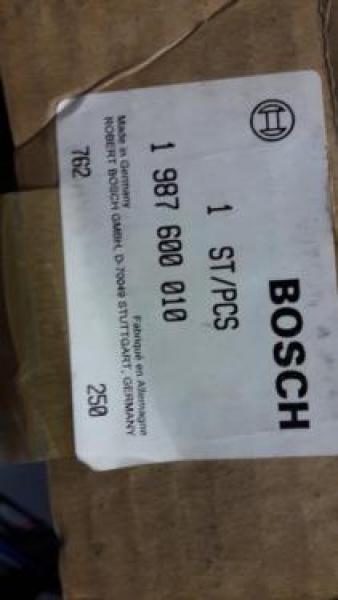 BOSCH
1 ST/PCS
1 987 600 010
Made in Germany Fabriqué en Allemagne
ROBERT BOSCH GMBH, D-70049 STUTTGART, GERMANY
762 250